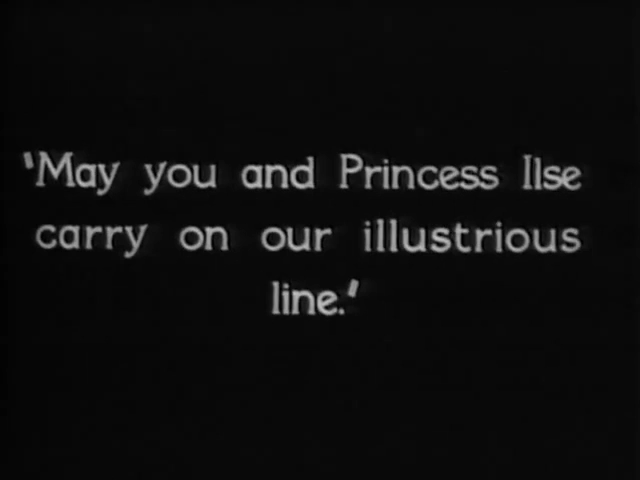 'May you and Princess Ilse
carry on our illustrious
line.'